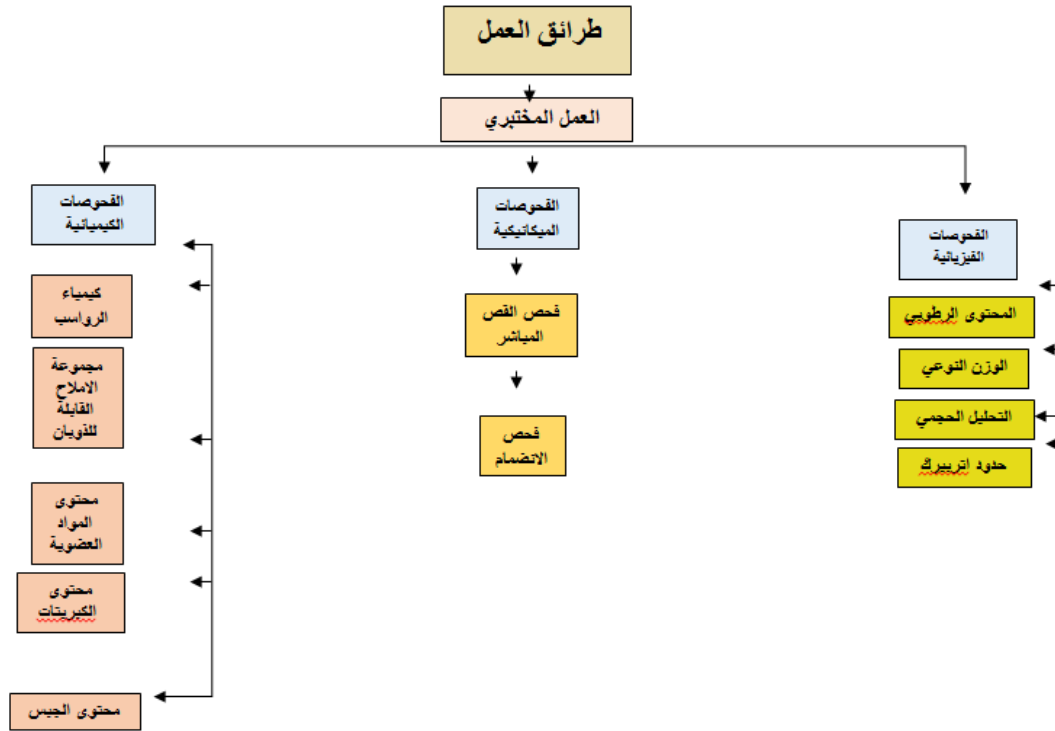 طرائق العمل
العمل المختبري
الفحوصات
الفيزيائية
المحتوى الرطوبي
الوزن النوعي
التحليل الحجمي
حدود اتربيرك
الفحوصات
الميكانيكية
فحص القص
المباشر
فحص
الانضمام
الفحوصات
الكيميائية
كيمياء
الرواسب
مجموعة
الاملاح
القابلة
للذوبان
محتوى
المواد
العضوية
محتوى
الكبريتات
محتوى الجبس